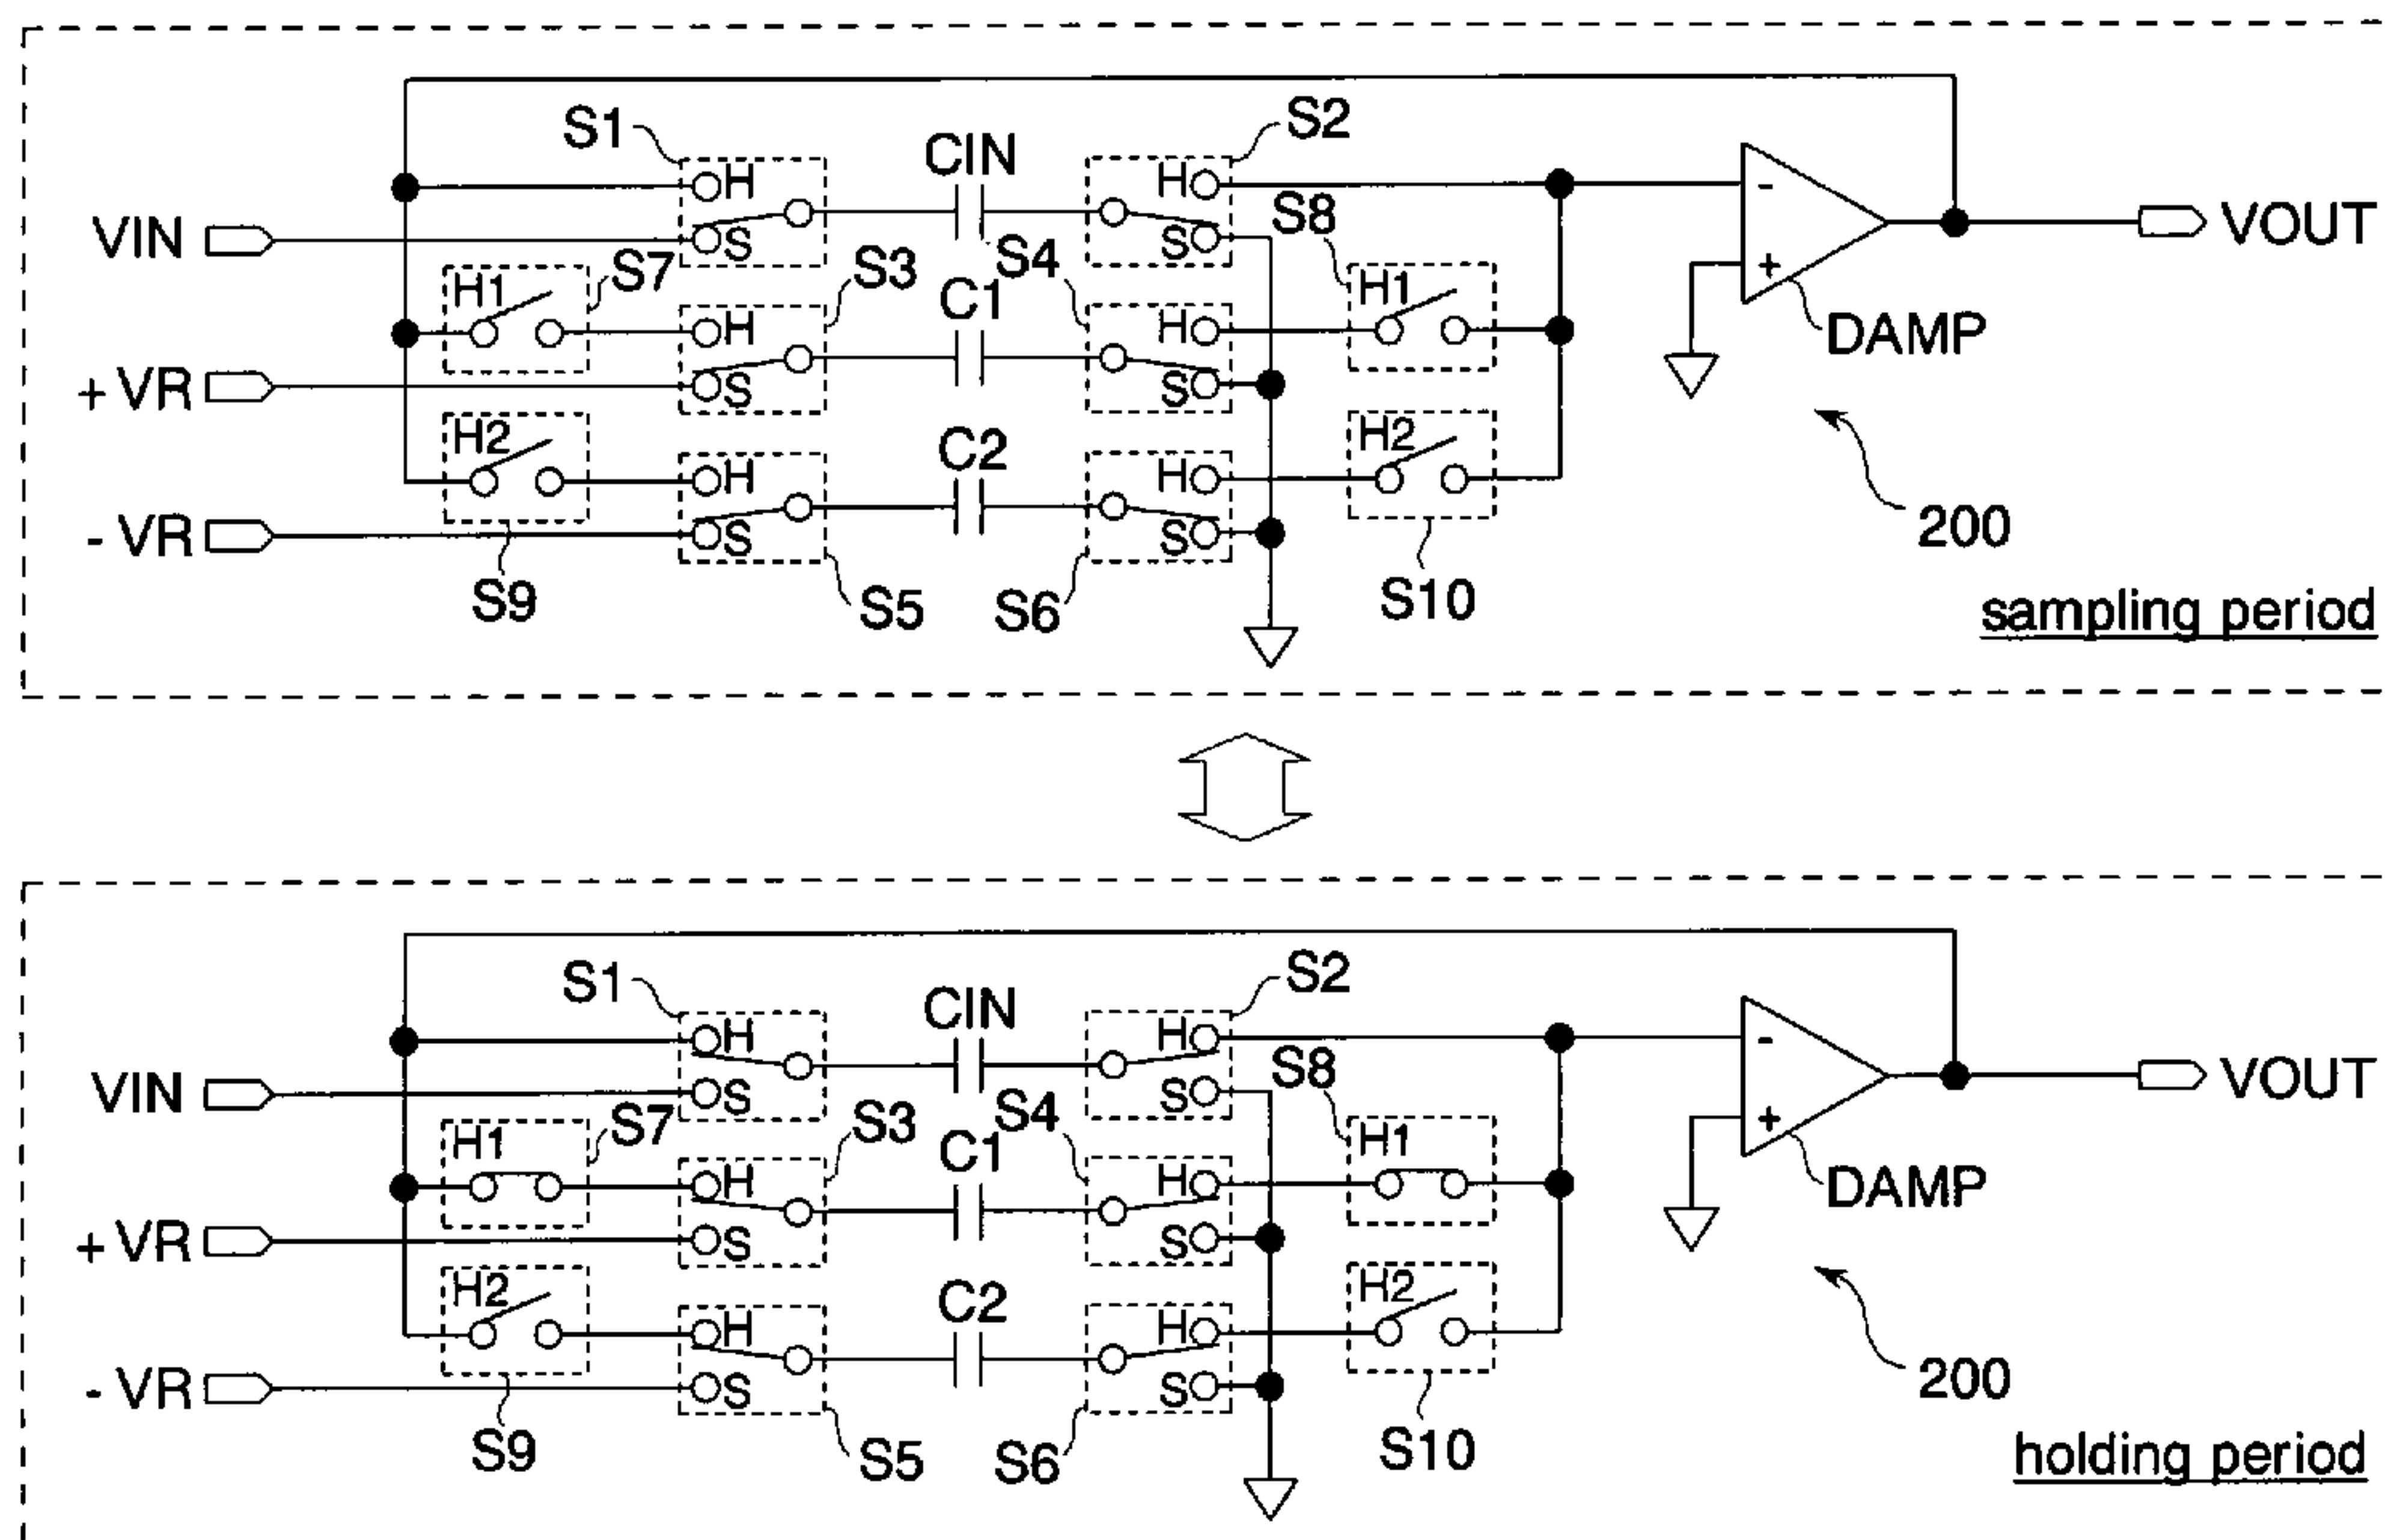 S1
CIN
S2
H
H
S8
VIN
S
S
VOUT
S7
S3
S4
H1
C1
H1
-
+
H
H
DAMP
+ VR
S
S
H2
C2
H2
H
H
200
- VR
S
S
S9
S5
S6
S10
sampling period
S1
CIN
S2
H
H
S8
VIN
S
S
VOUT
S7
S3
S4
H1
C1
H1
-
+
H
H
DAMP
+ VR
S
S
H2
C2
H2
H
H
200
- VR
S
S
S9
S5
S6
S10
holding period